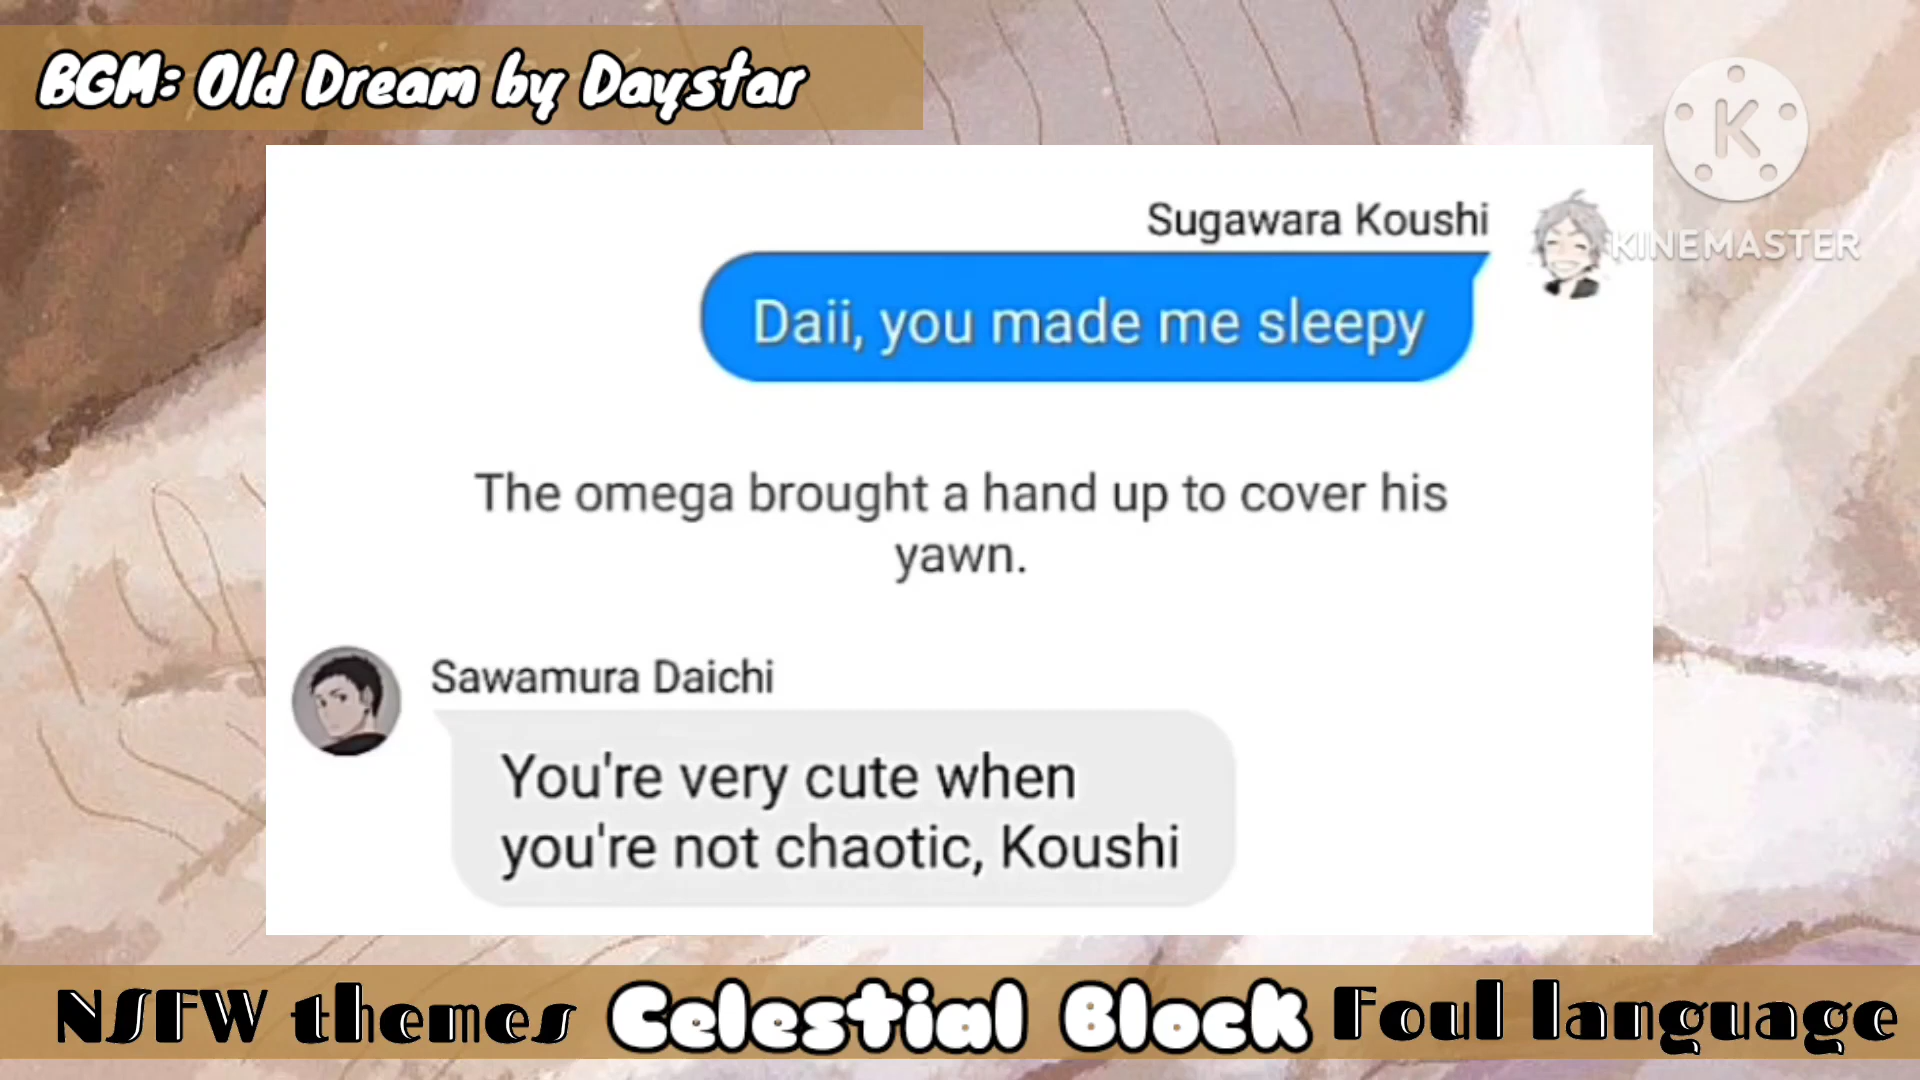 BGM: Old Dream by Daystar
K
KINEMASTER
Sugawara Koushi
Daii, you made me sleepy
The omega brought a hand up to cover his
yawn.
Sawamura Daichi
You're very cute when
you're not chaotic, Koushi
NSFW themes Celestial Block Foul language